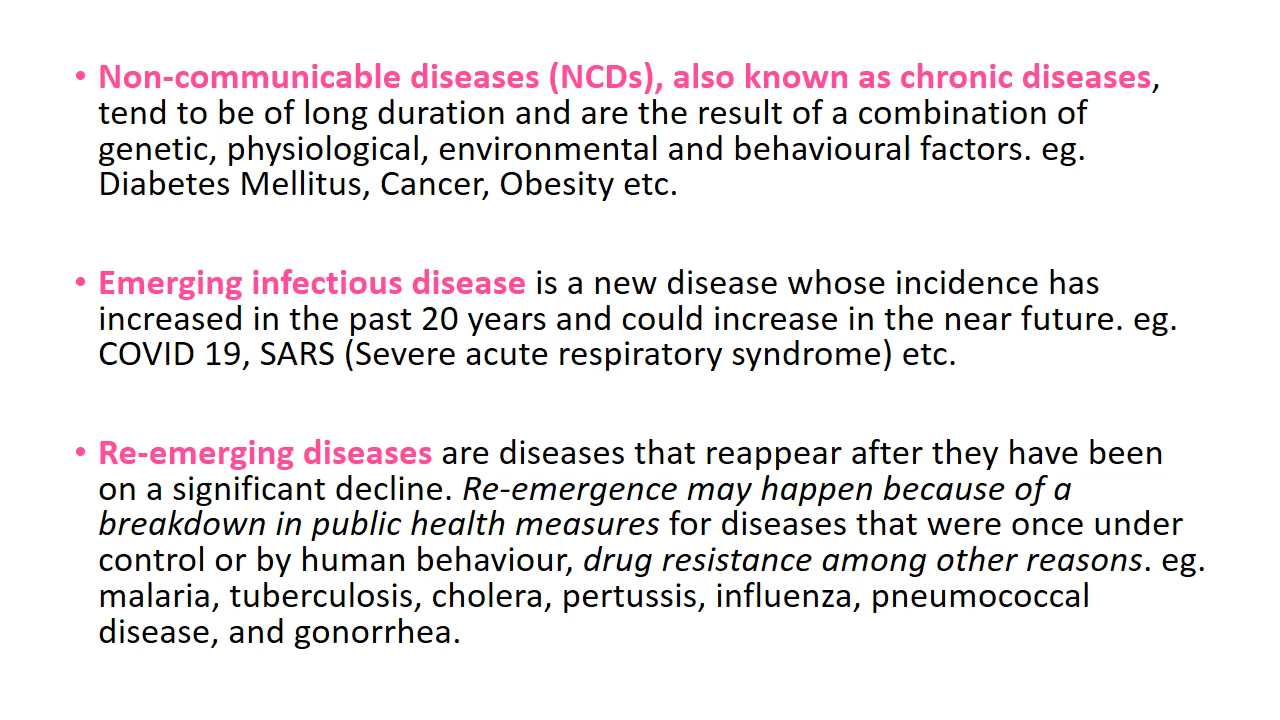 • Non-communicable diseases (NCDs), also known as chronic diseases,
tend to be of long duration and are the result of a combination of
genetic, physiological, environmental and behavioural factors. eg.
Diabetes Mellitus, Cancer, Obesity etc.
• Emerging infectious disease is a new disease whose incidence has
increased in the past 20 years and could increase in the near future. eg.
COVID 19, SARS (Severe acute respiratory syndrome) etc.
• Re-emerging diseases are diseases that reappear after they have been
on a significant decline. Re-emergence may happen because of a
breakdown in public health measures for diseases that were once under
control or by human behaviour, drug resistance among other reasons. eg.
malaria, tuberculosis, cholera, pertussis, influenza, pneumococcal
disease, and gonorrhea.